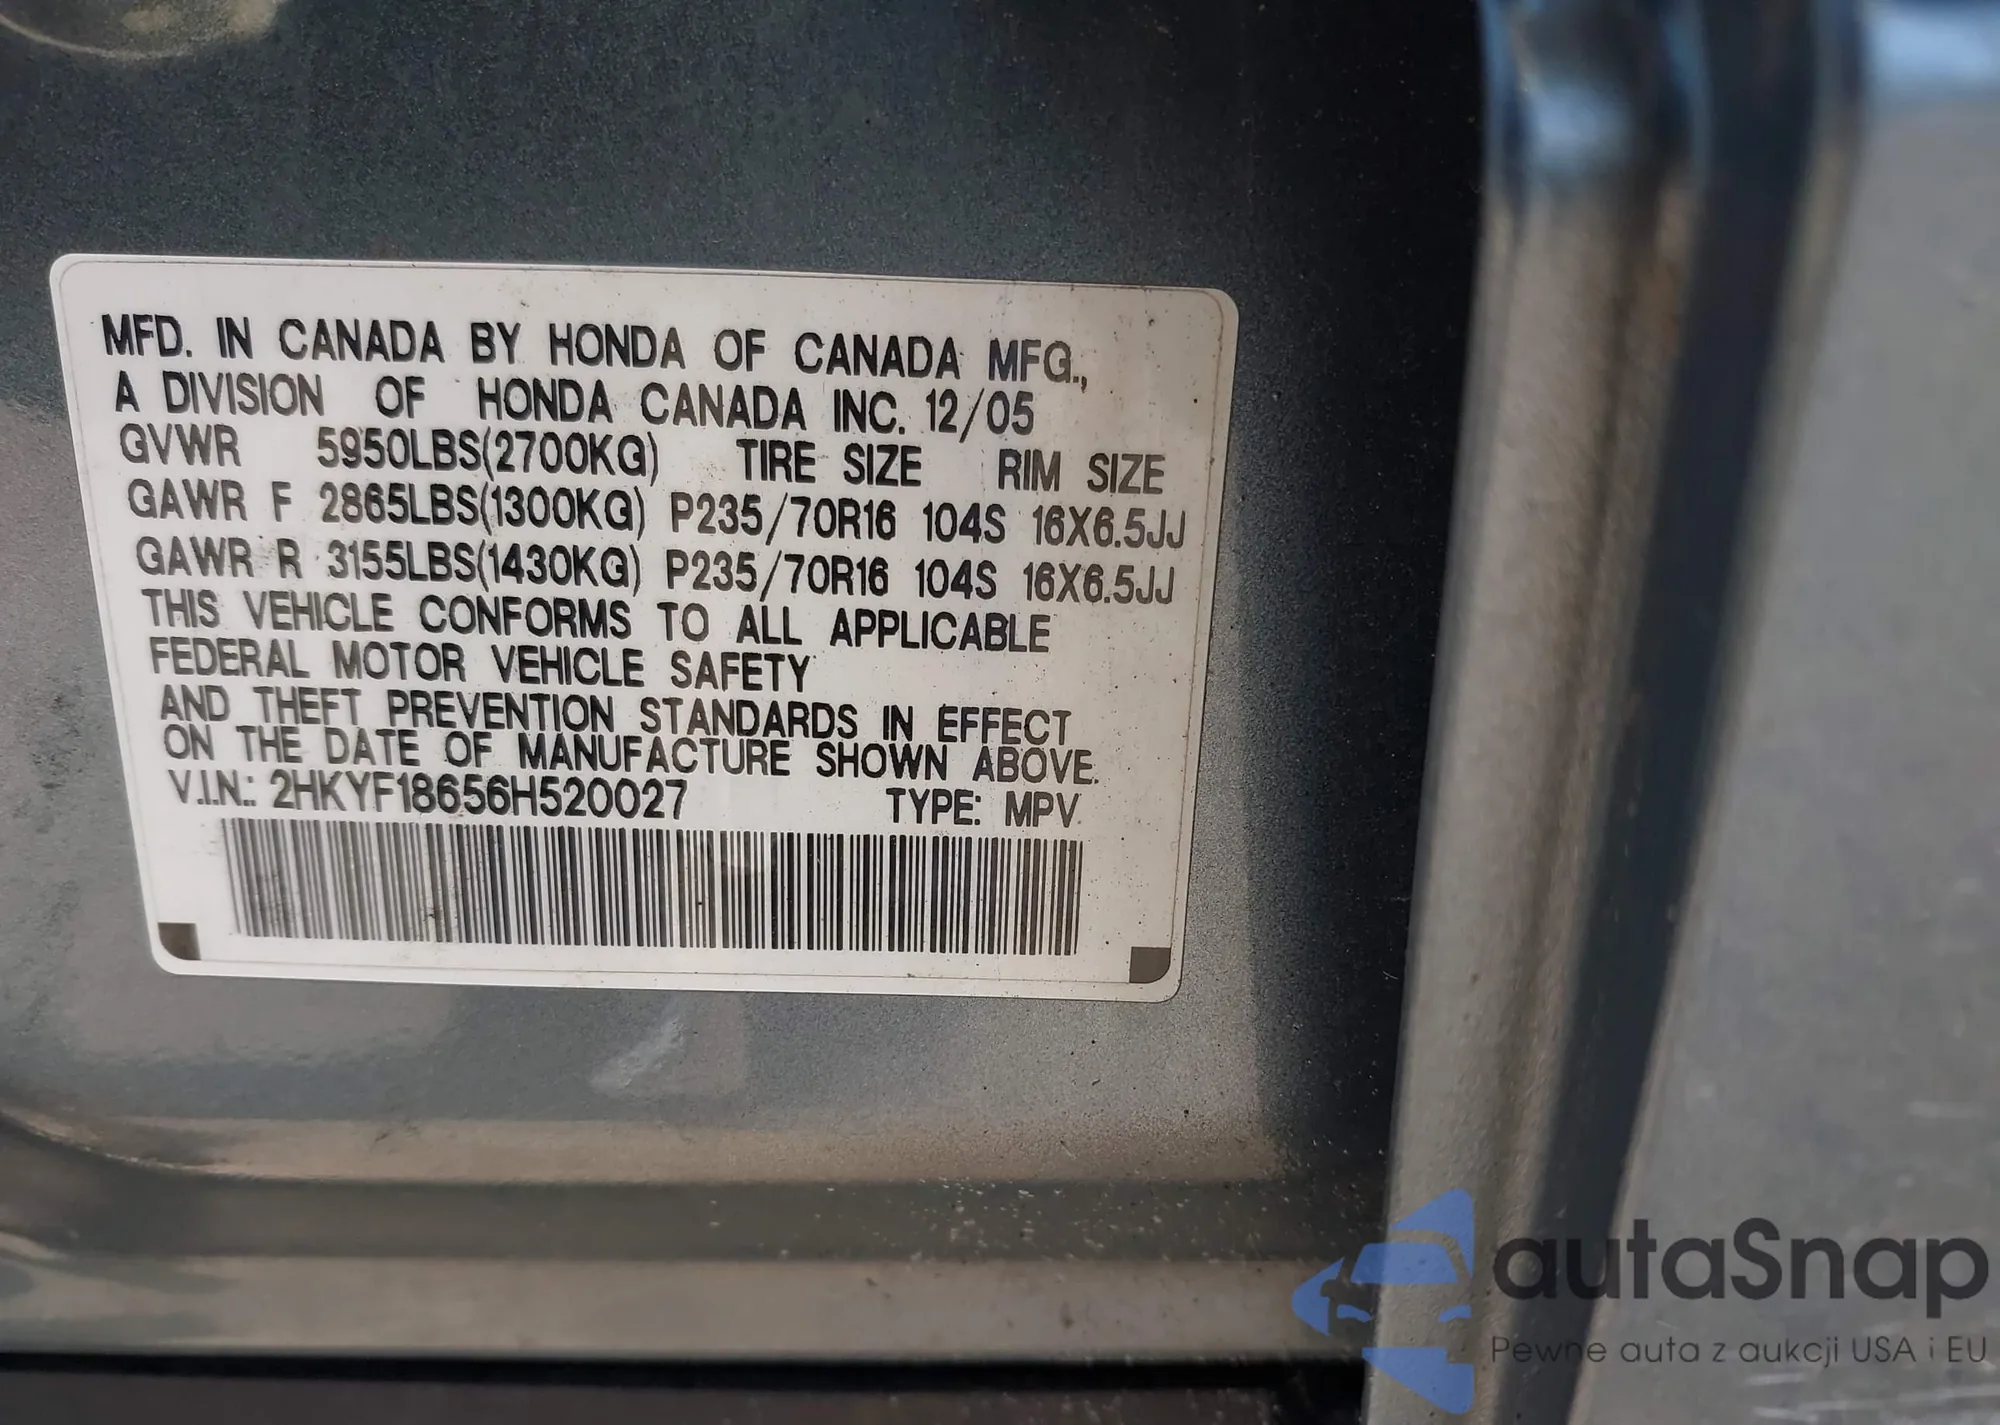 MFD. IN CANADA BY HONDA OF CANADA MFG.,
A DIVISION OF HONDA CANADA INC. 12/05
GVWR 5950LBS(2700KG) TIRE SIZE RIM SIZE
GAWR F 2865LBS(1300KG) P235/70R16 104S 16X6.5JJ
GAWR R 3155LBS(1430KG) P235/70R16 104S 16X6.5JJ
THIS VEHICLE CONFORMS TO ALL APPLICABLE
FEDERAL MOTOR VEHICLE SAFETY
AND THEFT PREVENTION STANDARDS IN EFFECT
ON THE DATE OF MANUFACTURE SHOWN ABOVE.
V.I.N.: 2HKYF18656H520027 TYPE: MPV
autaSnap
Pewne auta z aukcji USA i EU